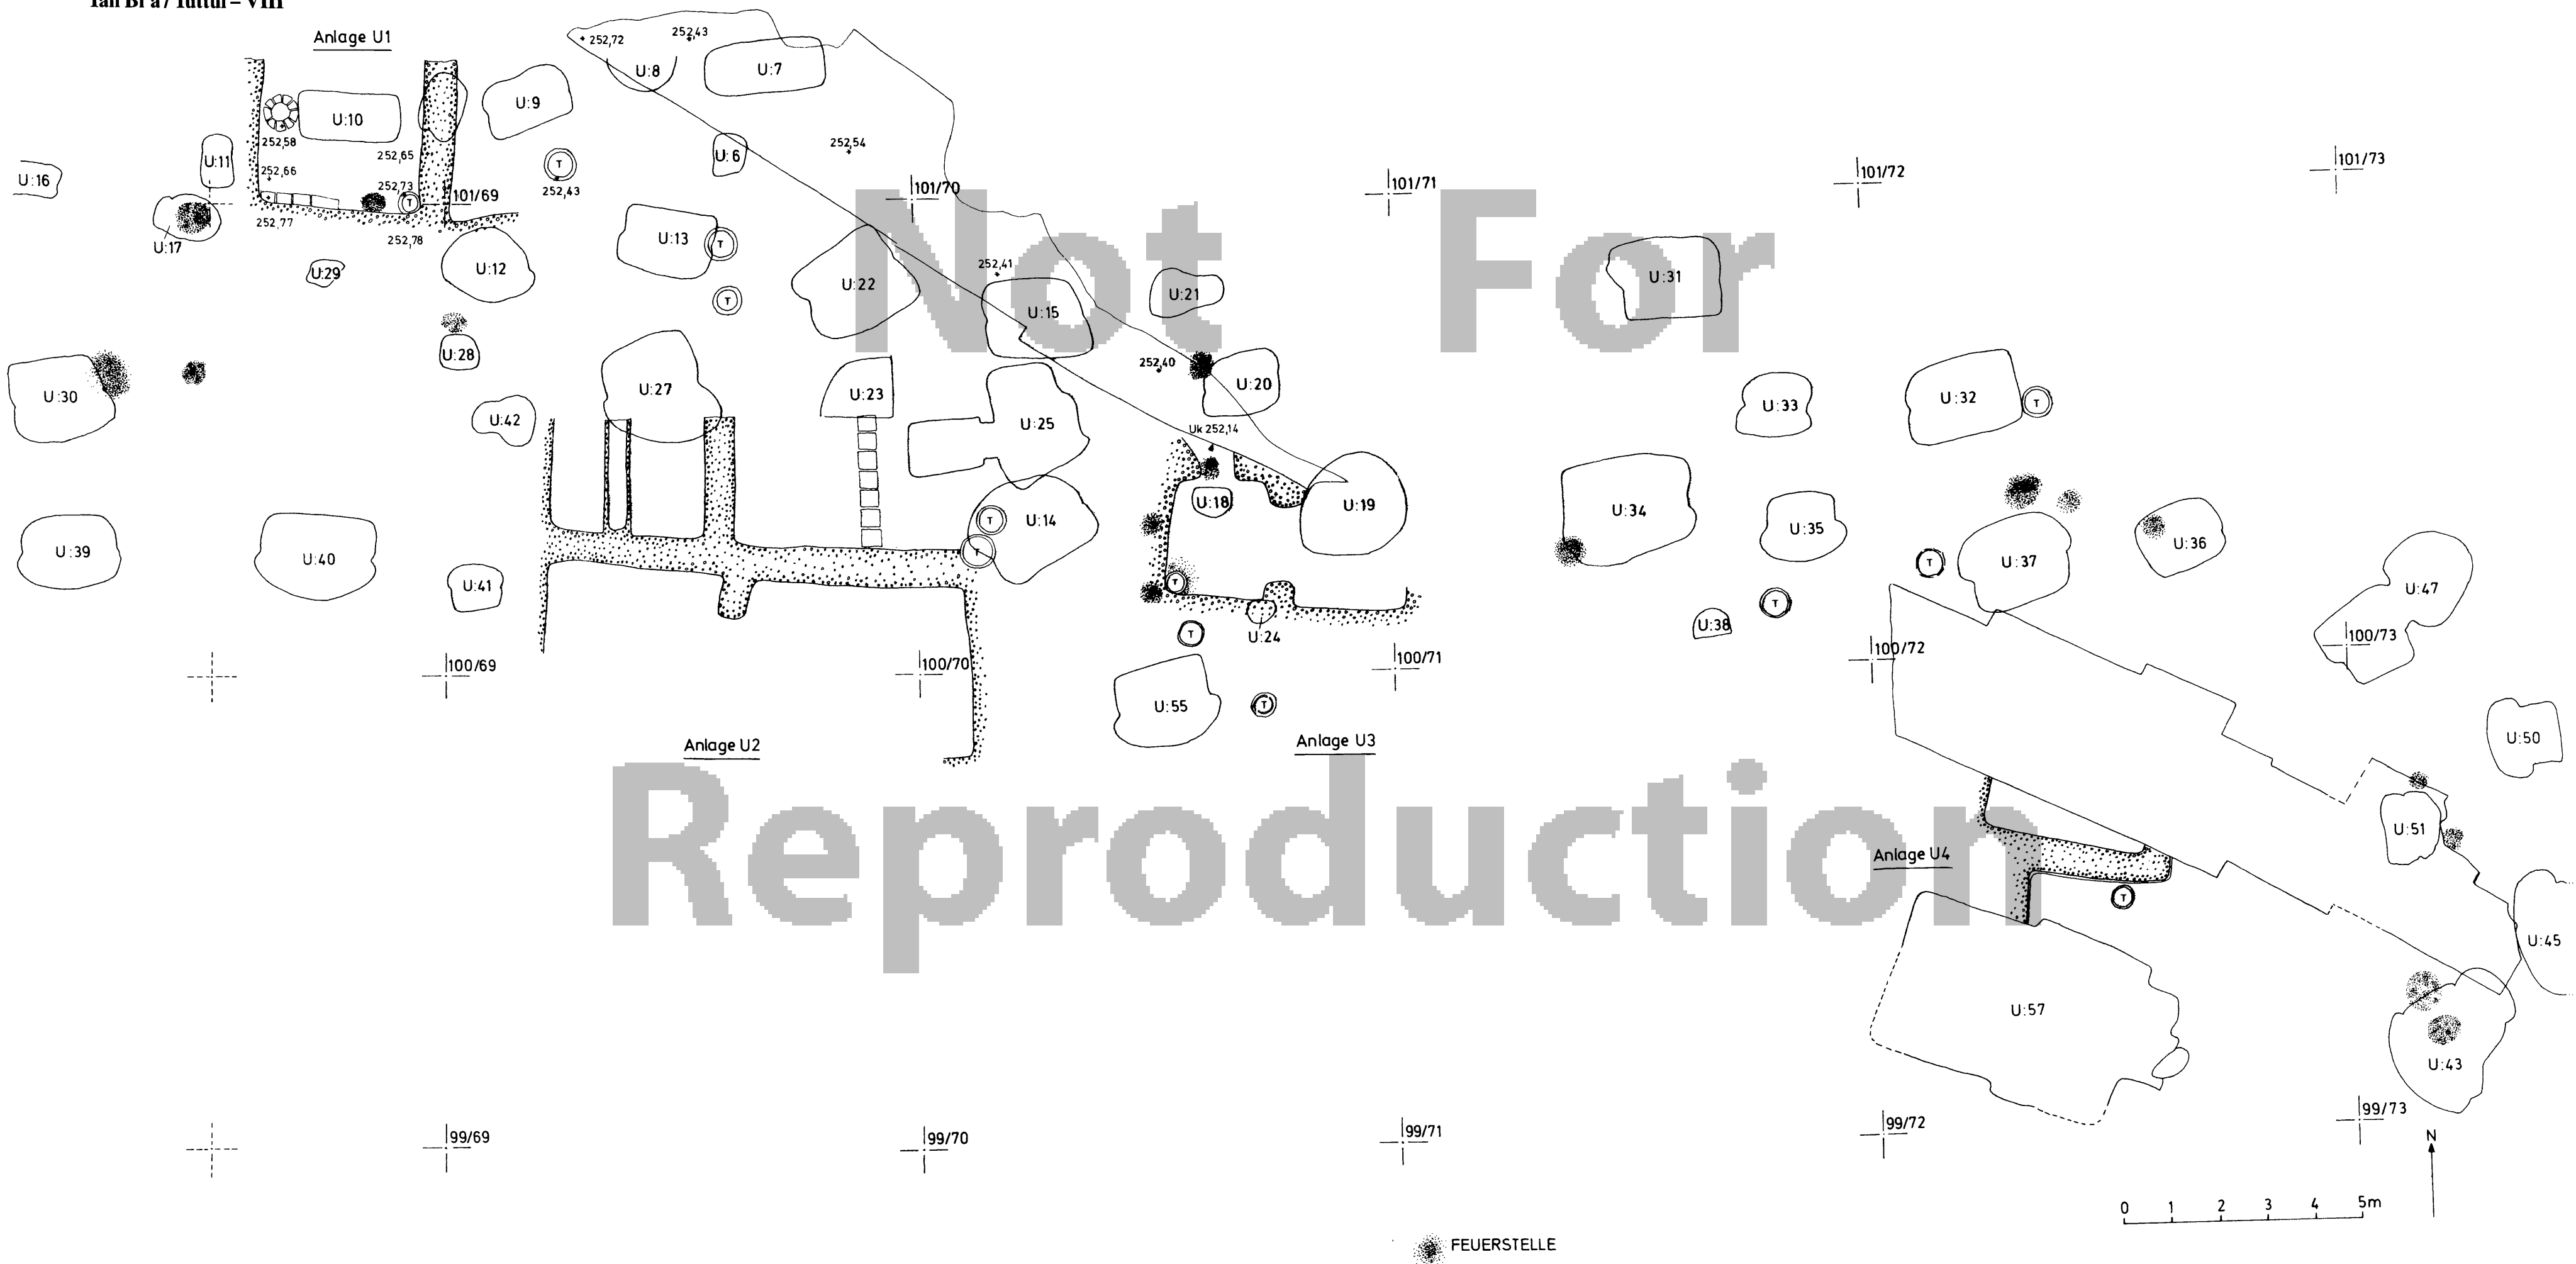 Tall Bi'a / Tuttul – VIII
Anlage U1
252,72
252,43
U:8
U:7
U:9
U:10
252,58
252,65
U:11
252,66
U:16
252,73
101/69
T
T
252,43
U:6
252,54
101/70
101/71
101/72
101/73
U:17
252,77
252,78
U:29
U:12
U:13
T
T
U:22
252,41
U:15
U:21
U:31
U:28
U:30
U:27
U:23
252,40
U:20
U:42
U:25
Uk 252,14
U:33
U:32
T
U:18
U:19
U:14
T
T
U:34
U:35
U:36
U:39
U:40
U:41
T
U:37
T
U:47
T
U:24
T
U:38
100/69
100/70
100/71
100/72
100/73
U:55
T
Anlage U2
Anlage U3
U:50
U:51
Anlage U4
T
U:45
U:57
U:43
99/69
99/70
99/71
99/72
99/73
N
0 1 2 3 4 5m
FEUERSTELLE
Not For
Reproduction